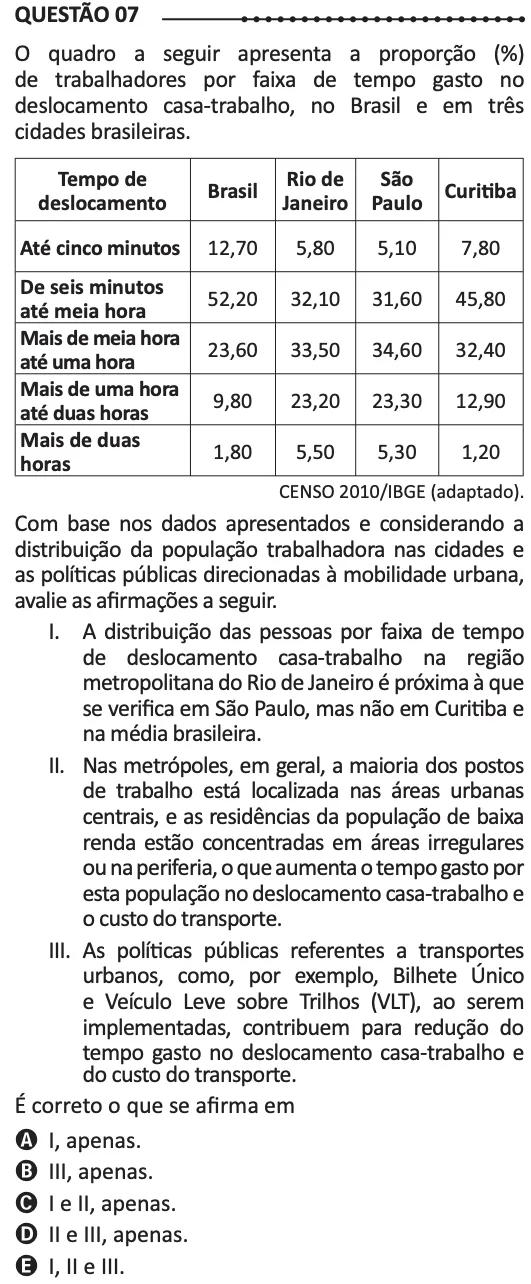 QUESTÃO 07
O quadro a seguir apresenta a proporção (%)
de trabalhadores por faixa de tempo gasto no
deslocamento casa-trabalho, no Brasil e em três
cidades brasileiras.
Tempo de deslocamento Brasil Rio de Janeiro São Paulo Curitiba
Até cinco minutos 12,70 5,80 5,10 7,80
De seis minutos até meia hora 52,20 32,10 31,60 45,80
Mais de meia hora até uma hora 23,60 33,50 34,60 32,40
Mais de uma hora até duas horas 9,80 23,20 23,30 12,90
Mais de duas horas 1,80 5,50 5,30 1,20
CENSO 2010/IBGE (adaptado).
Com base nos dados apresentados e considerando a
distribuição da população trabalhadora nas cidades e
as políticas públicas direcionadas à mobilidade urbana,
avalie as afirmações a seguir.
I. A distribuição das pessoas por faixa de tempo
de deslocamento casa-trabalho na região
metropolitana do Rio de Janeiro é próxima à que
se verifica em São Paulo, mas não em Curitiba e
na média brasileira.
II. Nas metrópoles, em geral, a maioria dos postos
de trabalho está localizada nas áreas urbanas
centrais, e as residências da população de baixa
renda estão concentradas em áreas irregulares
ou na periferia, o que aumenta o tempo gasto por
esta população no deslocamento casa-trabalho e
o custo do transporte.
III. As políticas públicas referentes a transportes
urbanos, como, por exemplo, Bilhete Único
e Veículo Leve sobre Trilhos (VLT), ao serem
implementadas, contribuem para redução do
tempo gasto no deslocamento casa-trabalho e
do custo do transporte.
É correto o que se afirma em
A I, apenas.
B III, apenas.
C I e II, apenas.
D II e III, apenas.
E I, II e III.